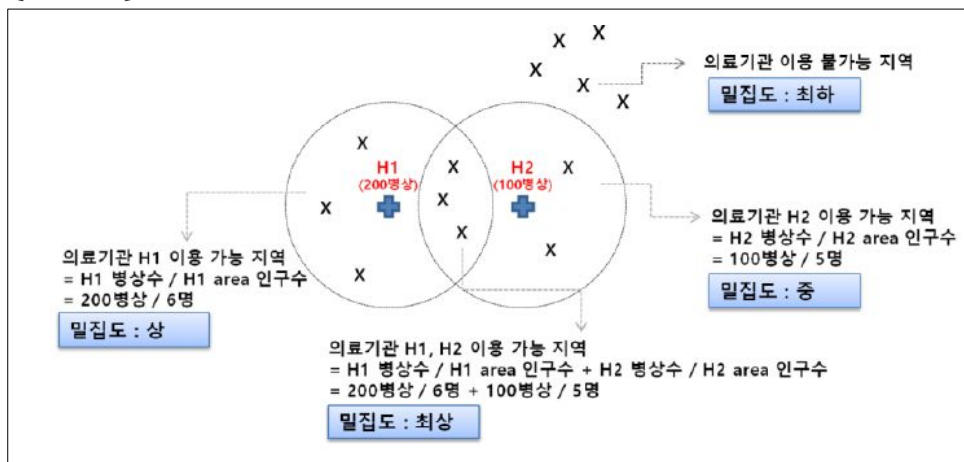 X
X
X
X
X
의료기관 이용 불가능 지역
밀집도 : 최하
X
H1
(200병상)
X
X
X
X
X
H2
(100병상)
X
X
의료기관 H2 이용 가능 지역
= H2 병상수 / H2 area 인구수
= 100병상 / 5명
밀집도 : 중
X
의료기관 H1 이용 가능 지역
= H1 병상수 / H1 area 인구수
= 200병상 / 6명
밀집도 : 상
의료기관 H1, H2 이용 가능 지역
= H1 병상수 / H1 area 인구수 + H2 병상수 / H2 area 인구수
= 200병상 / 6명 + 100병상 / 5명
밀집도 : 최상